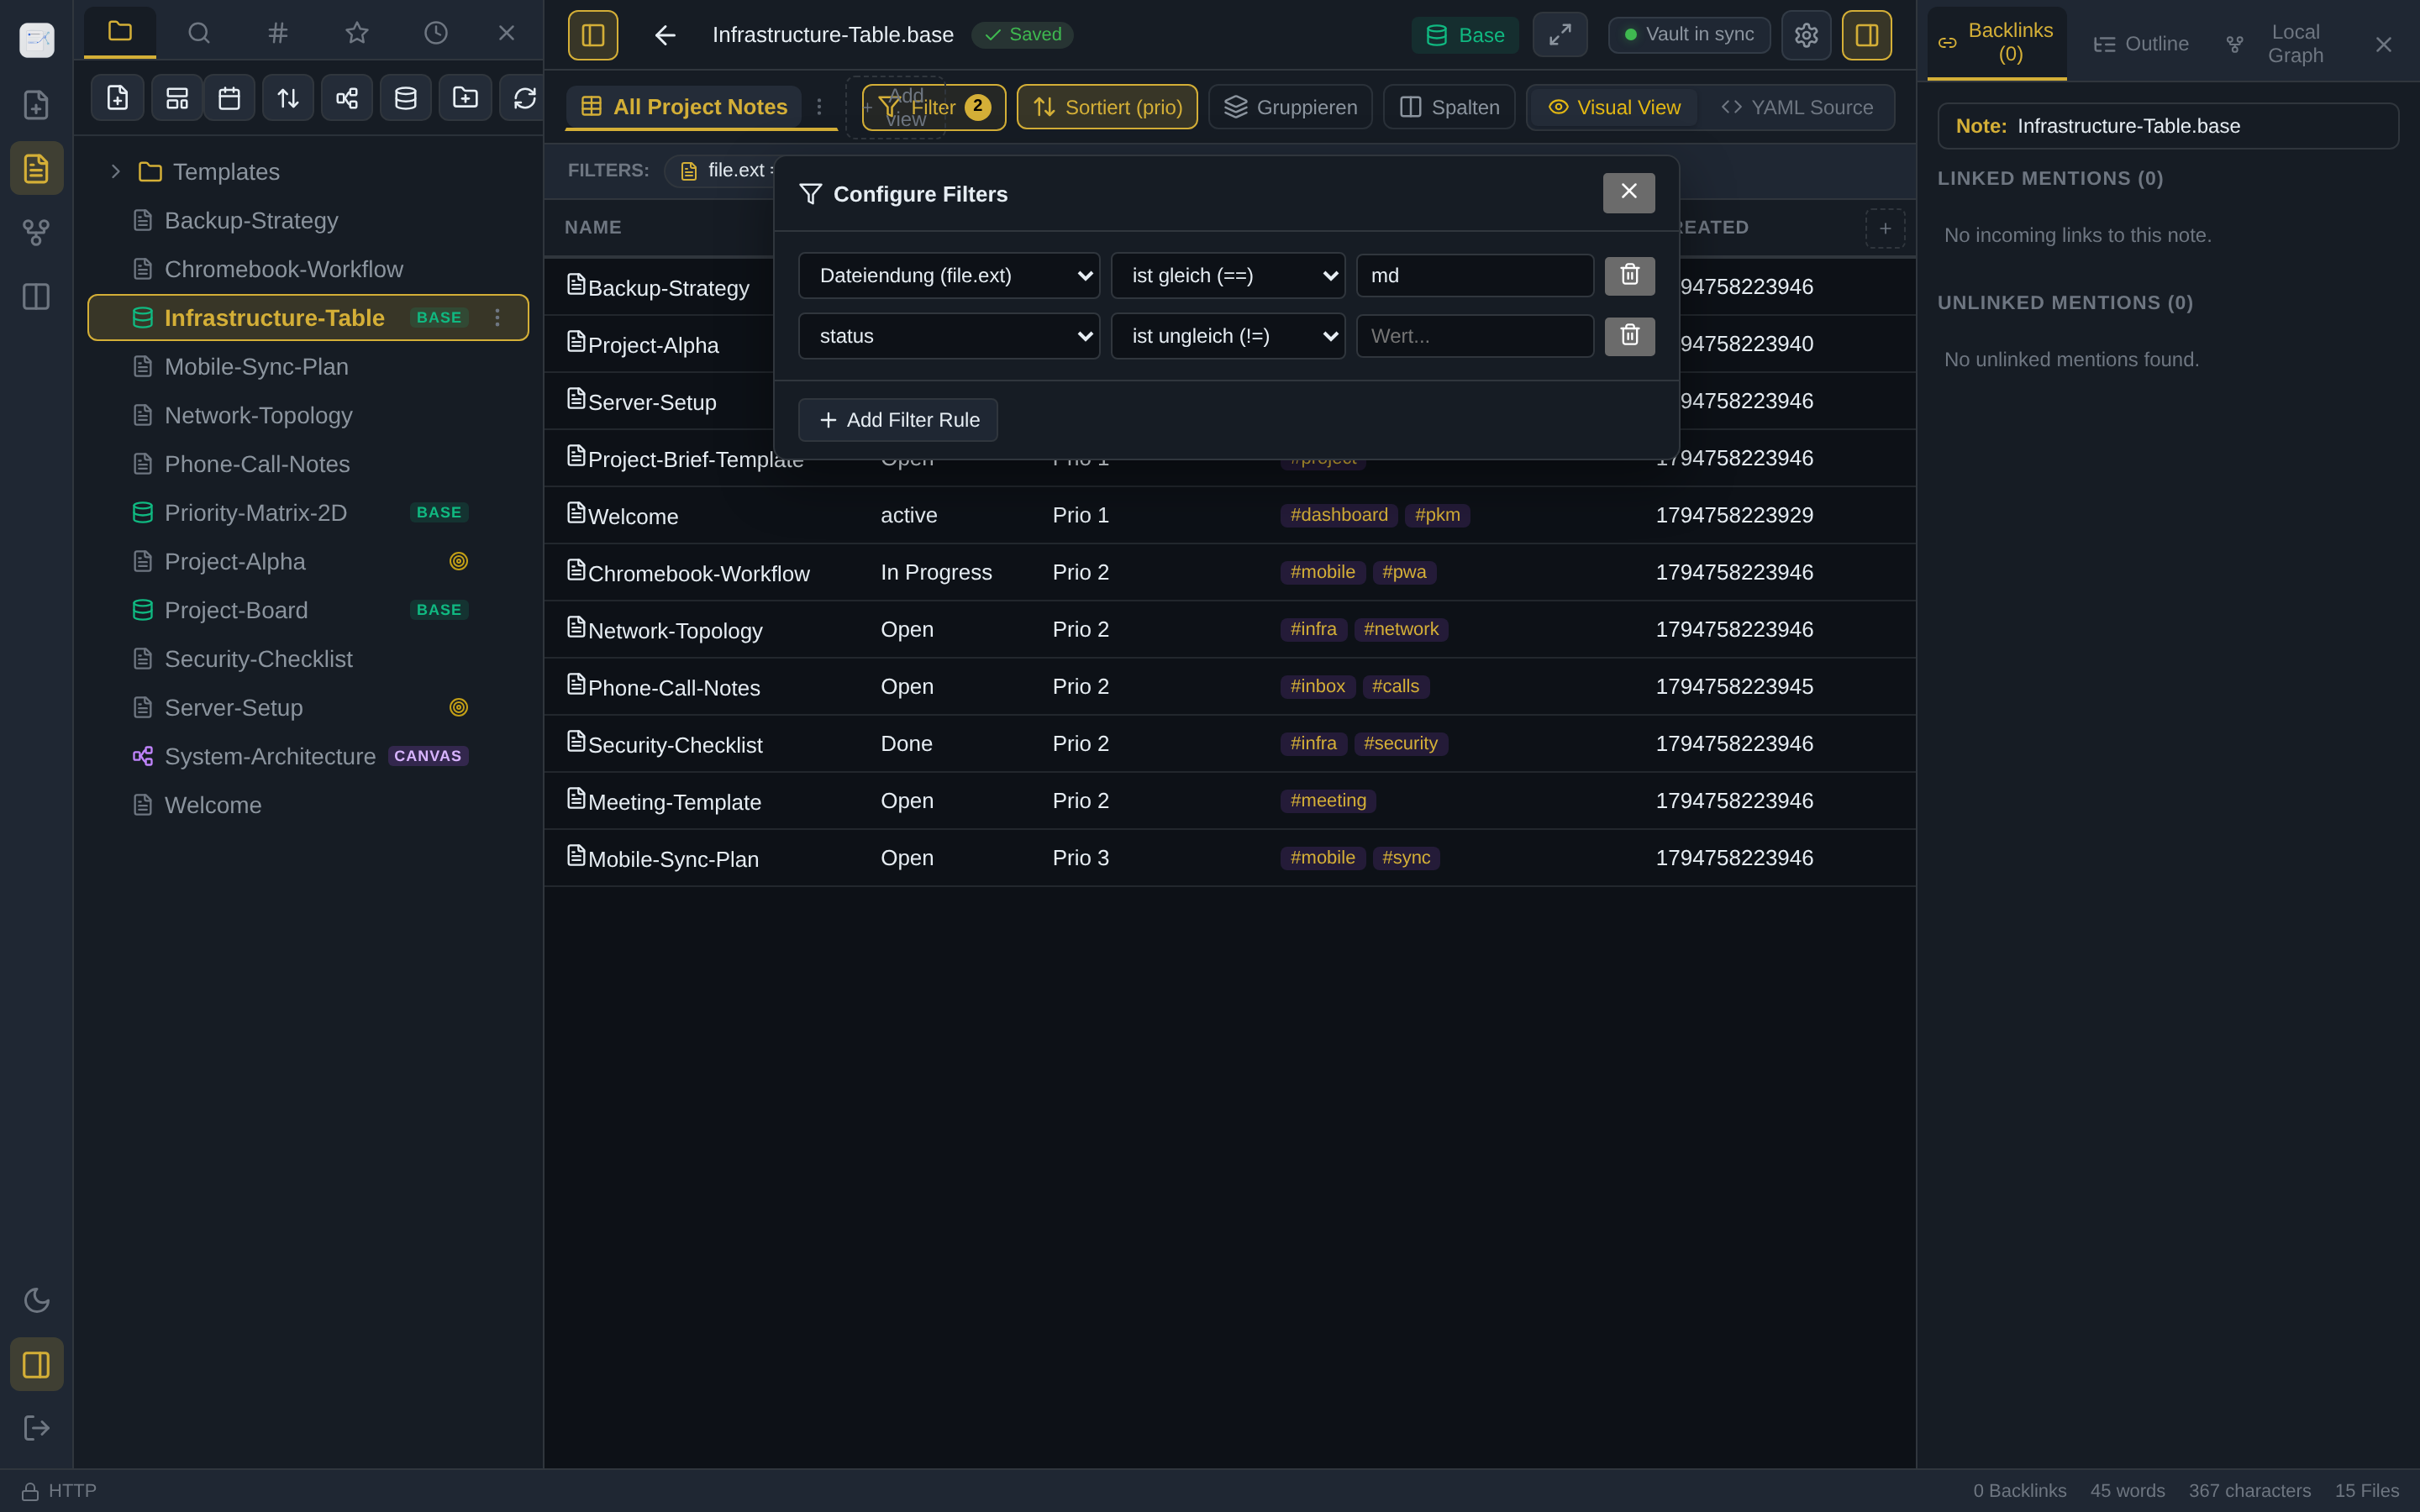 Infrastructure-Table.base
Saved
Base
Vault in sync
Backlinks (0)
Outline
Local Graph
All Project Notes
Add view
Filter 2
Sortiert (prio)
Gruppieren
Spalten
Visual View
YAML Source
Note: Infrastructure-Table.base
LINKED MENTIONS (0)
No incoming links to this note.
UNLINKED MENTIONS (0)
No unlinked mentions found.
Templates
Backup-Strategy
Chromebook-Workflow
Infrastructure-Table BASE
Mobile-Sync-Plan
Network-Topology
Phone-Call-Notes
Priority-Matrix-2D BASE
Project-Alpha
Project-Board BASE
Security-Checklist
Server-Setup
System-Architecture CANVAS
Welcome
FILTERS: file.ext
Configure Filters
Dateiendung (file.ext) ist gleich (==) md
status ist ungleich (!=) Wert...
+ Add Filter Rule
NAME
Backup-Strategy
Project-Alpha
Server-Setup
Project-Brief-Template Open Prio 1 #project 1794758223946
Welcome active Prio 1 #dashboard #pkm 1794758223929
Chromebook-Workflow In Progress Prio 2 #mobile #pwa 1794758223946
Network-Topology Open Prio 2 #infra #network 1794758223946
Phone-Call-Notes Open Prio 2 #inbox #calls 1794758223945
Security-Checklist Done Prio 2 #infra #security 1794758223946
Meeting-Template Open Prio 2 #meeting 1794758223946
Mobile-Sync-Plan Open Prio 3 #mobile #sync 1794758223946
HTTP
0 Backlinks 45 words 367 characters 15 Files